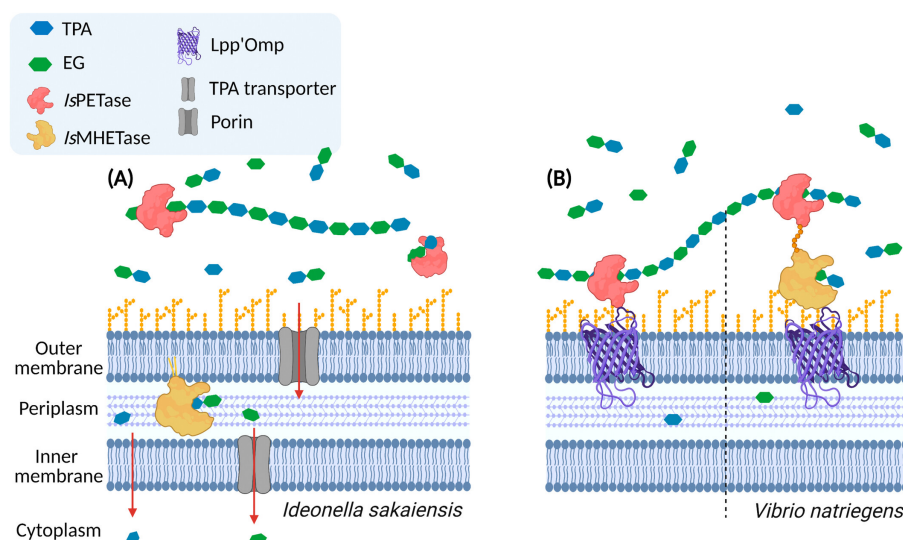 TPA
EG
IsPETase
IsMHETase
Lpp'Omp
TPA transporter
Porin
(A)
(B)
Outer
membrane
Periplasm
Inner
membrane
Cytoplasm
Ideonella sakaiensis
Vibrio natriegens